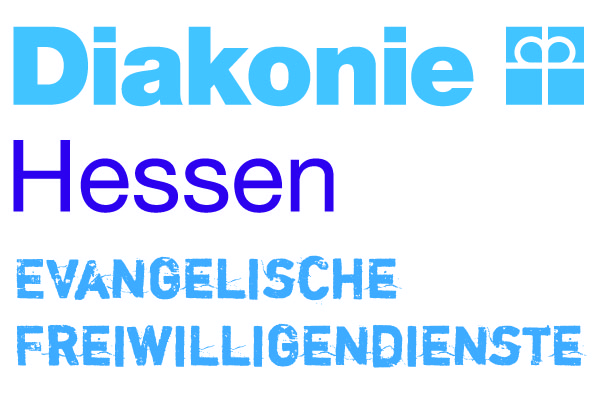 Diakonie
Hessen
EVANGELISCHE
FREIWILLIGENDIENSTE